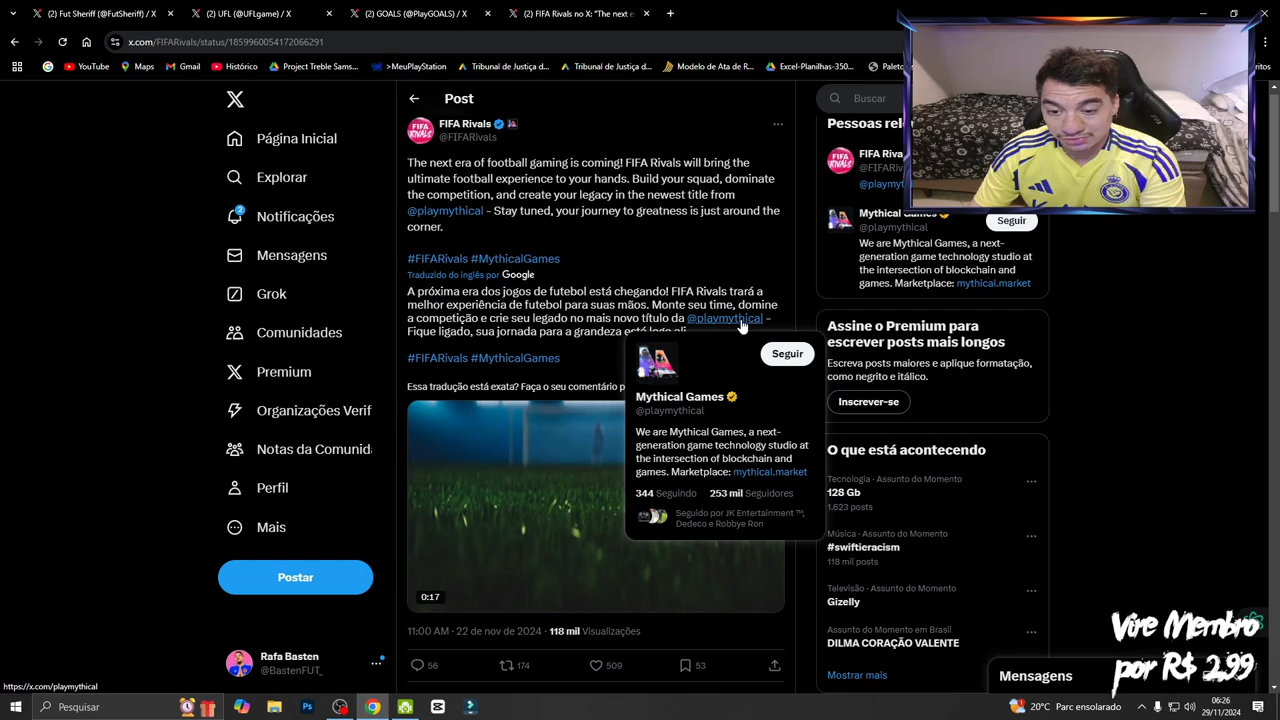 (2) Fut Sheriff (@FutSheriff) / X
(2) UFL (@UFLgame) / X
(2) GOALS (@PlayGOALS) / X
(2) FIFA Rivals no X: "The next e
x.com/FIFARivals/status/1859960054172066291
YouTube
Maps
Gmail
Histórico
Project Treble Sams...
>MeuPlayStation
Tribunal de Justiça d...
Tribunal de Justiça d...
Modelo de Ata de R...
Excel-Planilhas-350...
Post
Buscar
Página Inicial
Explorar
2
Notificações
Mensagens
Grok
Comunidades
Premium
Organizações Verif
Notas da Comunid
Perfil
Mais
Postar
Rafa Basten
@BastenFUT_
FIFA RIVALS
FIFA Rivals
@FIFARivals
The next era of football gaming is coming! FIFA Rivals will bring the
ultimate football experience to your hands. Build your squad, dominate
the competition, and create your legacy in the newest title from
@playmythical – Stay tuned, your journey to greatness is just around the
corner.
#FIFARivals #MythicalGames
Traduzido do inglês por Google
A próxima era dos jogos de futebol está chegando! FIFA Rivals trará a
melhor experiência de futebol para suas mãos. Monte seu time, domine
a competição e crie seu legado no mais novo título da @playmythical –
Fique ligado, sua jornada para a grandeza está logo ali
#FIFARivals #MythicalGames
Essa tradução está exata? Faça o seu comentário
0:17
11:00 AM · 22 de nov de 2024 · 118 mil Visualizações
56
174
509
53
Seguir
Mythical Games
@playmythical
We are Mythical Games, a next-
generation game technology studio at
the intersection of blockchain and
games. Marketplace: mythical.market
344 Seguindo 253 mil Seguidores
Seguido por JK Entertainment ™,
Dedeco e Robbye Ron
Pessoas rel
FIFA RIVALS
FIFA Riva
@FIFAR
@playmyt
Mythical Games
@playmythical
Seguir
We are Mythical Games, a next-
generation game technology studio at
the intersection of blockchain and
games. Marketplace: mythical.market
Assine o Premium para
escrever posts mais longos
Escreva posts maiores e aplique formatação,
como negrito e itálico.
Inscrever-se
O que está acontecendo
Tecnologia · Assunto do Momento
128 Gb
1.623 posts
Música · Assunto do Momento
#swiftieracism
118 mil posts
Televisão · Assunto do Momento
Gizelly
Assunto do Momento em Brasil
DILMA CORAÇÃO VALENTE
Mostrar mais
Mensagens
Vire Membro
por R$ 2,99
https://x.com/playmythical
Pesquisar
20°C Parc ensolarado
06:26
29/11/2024